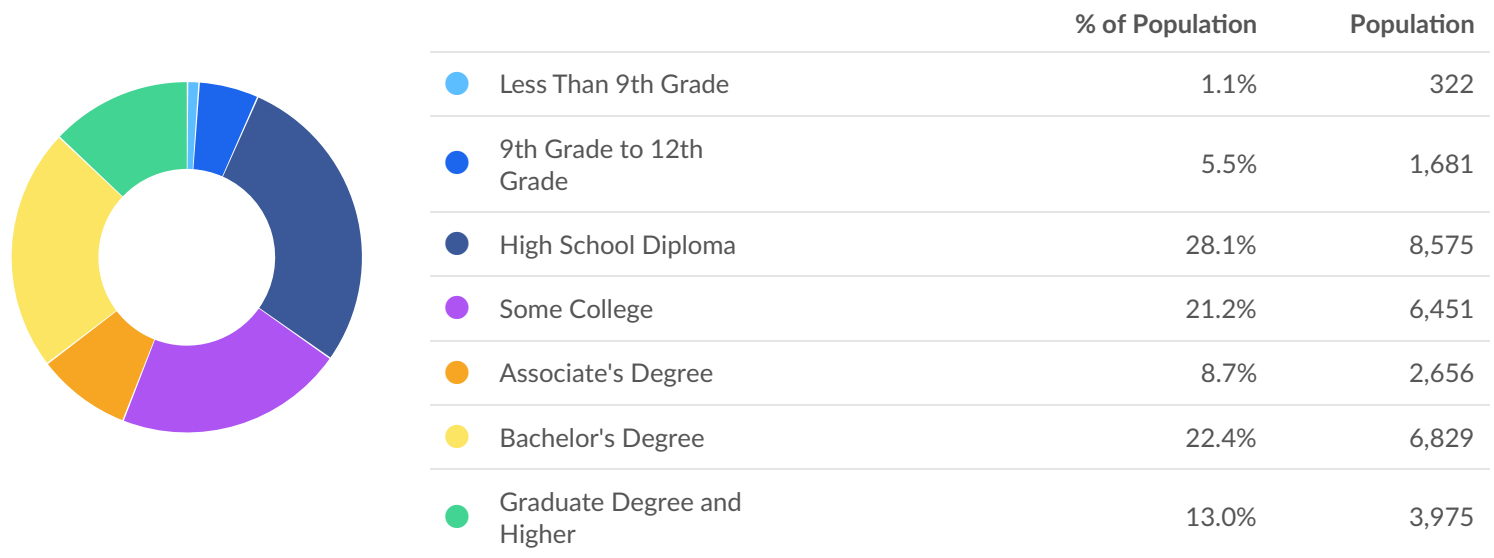 % of Population Population
Less Than 9th Grade 1.1% 322
9th Grade to 12th
Grade 5.5% 1,681
High School Diploma 28.1% 8,575
Some College 21.2% 6,451
Associate's Degree 8.7% 2,656
Bachelor's Degree 22.4% 6,829
Graduate Degree and
Higher 13.0% 3,975